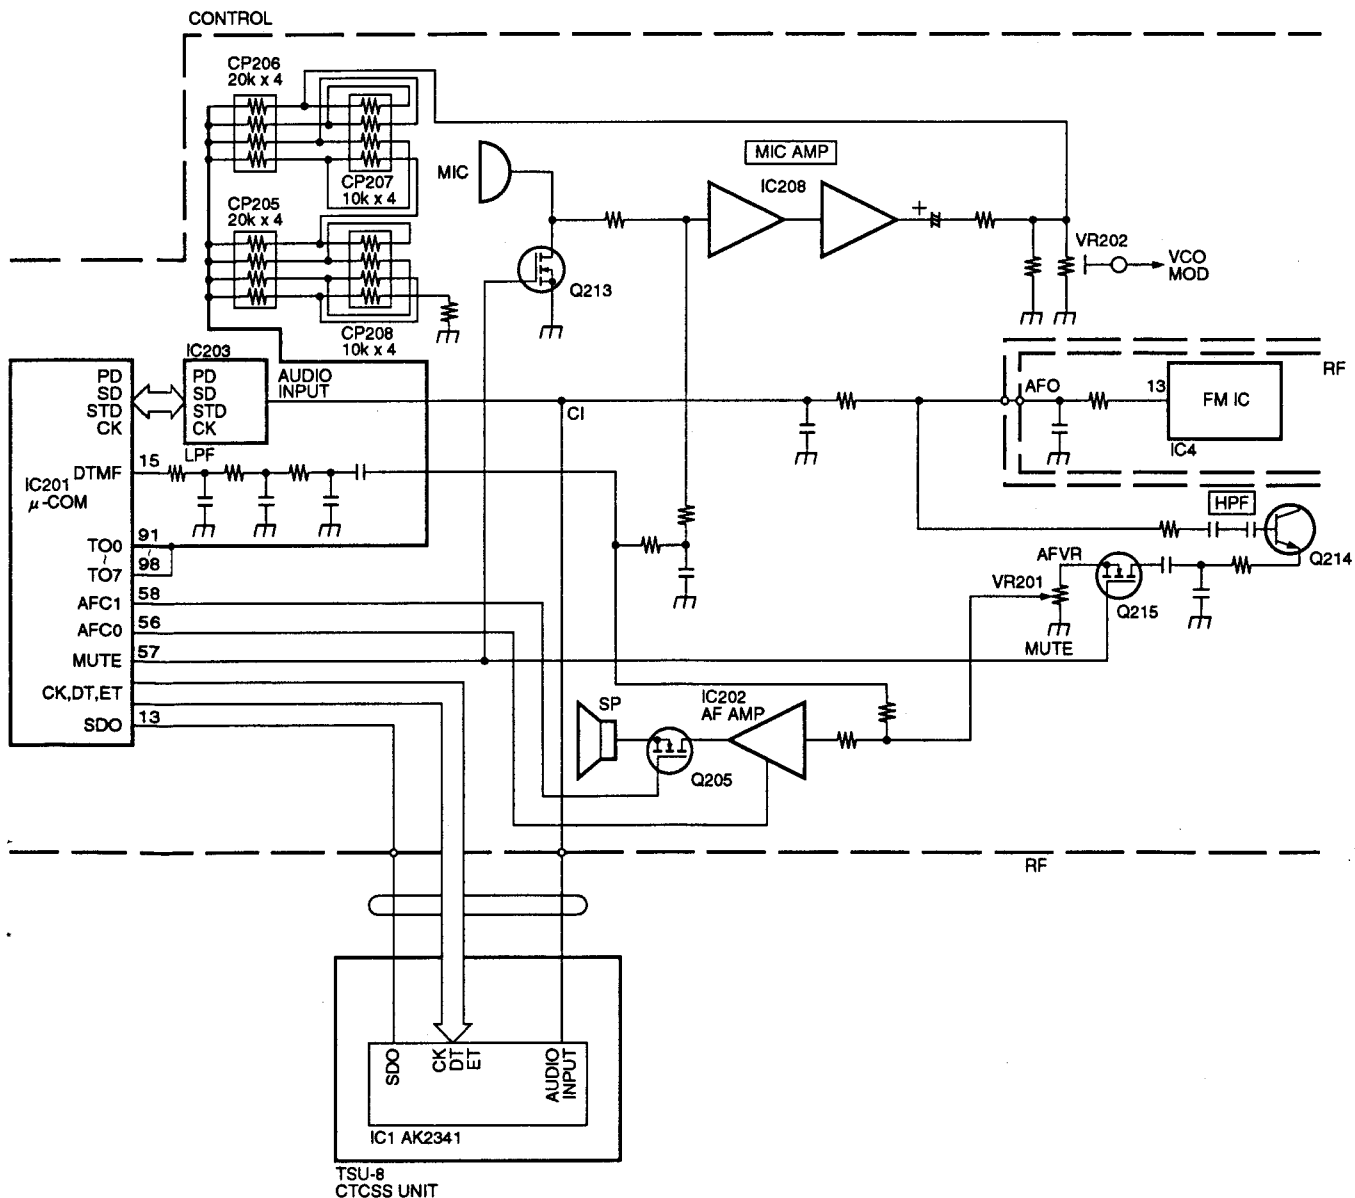 CONTROL
CP206
20k x 4
CP207
10k x 4
CP205
20k x 4
CP208
10k x 4
MIC
MIC AMP
IC208
+
Q213
VR202
VCO
MOD
IC203
PD
SD
STD
CK
PD
SD
STD
CK
AUDIO
INPUT
CI
AFO
13
FM IC
IC4
RF
LPF
DTMF
15
IC201
μ-COM
TO0
~
TO7
91
~
98
AFC1
58
AFC0
56
MUTE
57
CK,DT,ET
SDO
13
HPF
Q214
AFVR
VR201
Q215
MUTE
SP
IC202
AF AMP
Q205
RF
SDO
CK
DT
ET
AUDIO
INPUT
IC1 AK2341
TSU-8
CTCSS UNIT